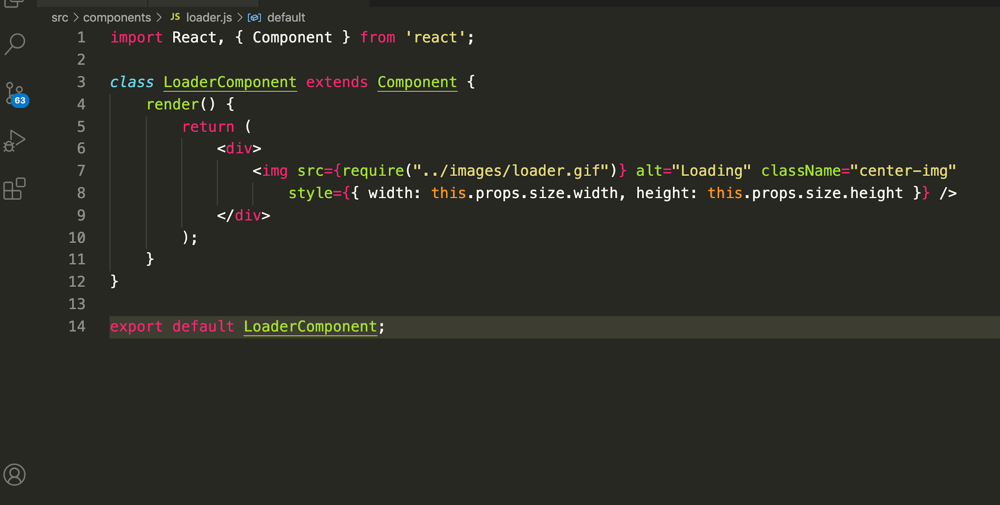 src > components > JS loader.js > default
1 import React, { Component } from 'react';
2
3 class LoaderComponent extends Component {
4     render() {
5         return (
6             <div>
7                 <img src={require("../images/loader.gif")} alt="Loading" className="center-img"
63
8                     style={{ width: this.props.size.width, height: this.props.size.height }} />
9             </div>
10         );
11     }
12 }
13
14 export default LoaderComponent;